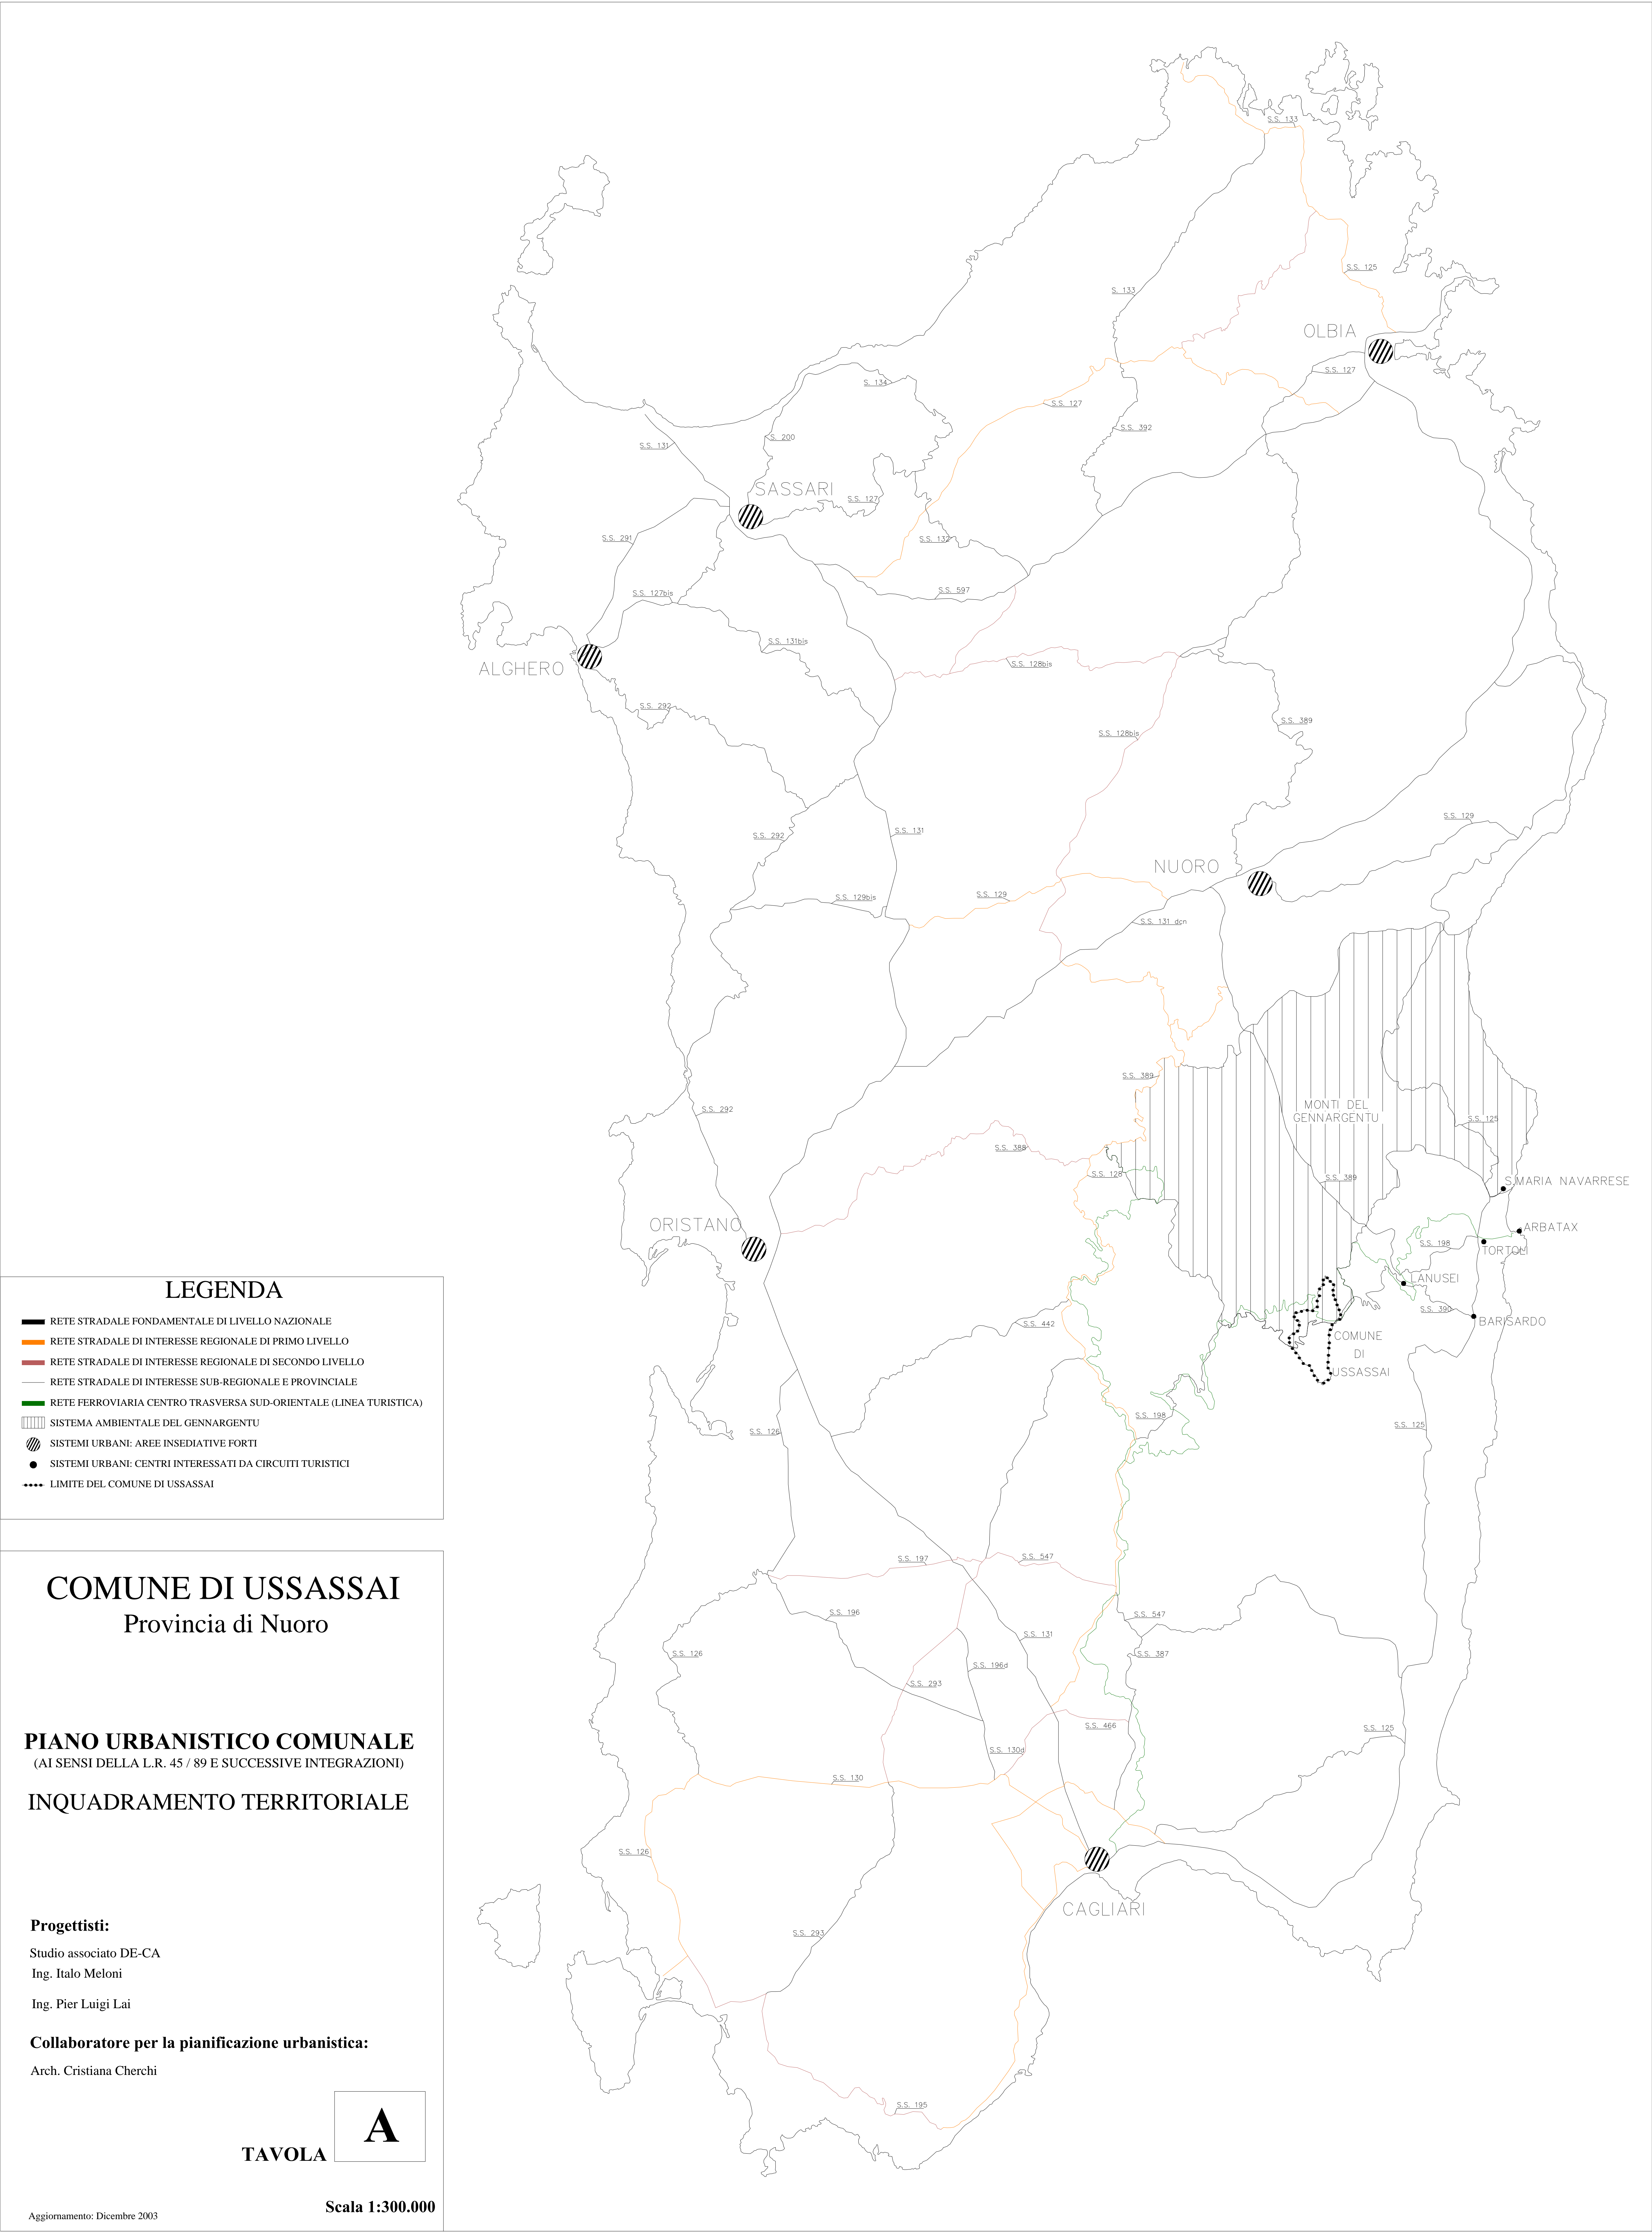 S.S. 133
S.S. 125
S. 133
OLBIA
S.S. 127
S. 134
S.S. 127
S.S. 392
S. 200
S.S. 131
SASSARI
S.S. 127
S.S. 132
S.S. 291
S.S. 597
S.S. 127bis
S.S. 131bis
S.S. 128bis
ALGHERO
S.S. 292
S.S. 389
S.S. 128bis
S.S. 129
S.S. 131
S.S. 292
NUORO
S.S. 129bis
S.S. 129
S.S. 131 dcn
S.S. 389
MONTI DEL
GENNARGENTU
S.S. 292
S.S. 125
S.S. 388
S.S. 128
S.S. 389
S.MARIA NAVARRESE
ORISTANO
ARBATAX
S.S. 198
TORTOLI
LANUSEI
S.S. 390
BARISARDO
S.S. 442
COMUNE
DI
USSASSAI
S.S. 198
S.S. 125
S.S. 126
S.S. 197
S.S. 547
S.S. 196
S.S. 547
S.S. 131
S.S. 126
S.S. 387
S.S. 196d
S.S. 293
S.S. 466
S.S. 125
S.S. 130d
S.S. 130
S.S. 126
CAGLIARI
S.S. 293
S.S. 195
LEGENDA
RETE STRADALE FONDAMENTALE DI LIVELLO NAZIONALE
RETE STRADALE DI INTERESSE REGIONALE DI PRIMO LIVELLO
RETE STRADALE DI INTERESSE REGIONALE DI SECONDO LIVELLO
RETE STRADALE DI INTERESSE SUB-REGIONALE E PROVINCIALE
RETE FERROVIARIA CENTRO TRASVERSA SUD-ORIENTALE (LINEA TURISTICA)
SISTEMA AMBIENTALE DEL GENNARGENTU
SISTEMI URBANI: AREE INSEDIATIVE FORTI
SISTEMI URBANI: CENTRI INTERESSATI DA CIRCUITI TURISTICI
LIMITE DEL COMUNE DI USSASSAI
COMUNE DI USSASSAI
Provincia di Nuoro
PIANO URBANISTICO COMUNALE
(AI SENSI DELLA L.R. 45 / 89 E SUCCESSIVE INTEGRAZIONI)
INQUADRAMENTO TERRITORIALE
Progettisti:
Studio associato DE-CA
Ing. Italo Meloni
Ing. Pier Luigi Lai
Collaboratore per la pianificazione urbanistica:
Arch. Cristiana Cherchi
TAVOLA A
Scala 1:300.000
Aggiornamento: Dicembre 2003